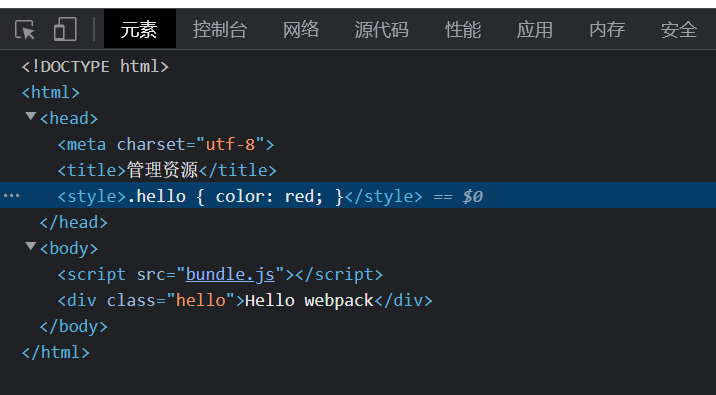 元素 控制台 网络 源代码 性能 应用 内存 安全
<!DOCTYPE html>
<html>
<head>
<meta charset="utf-8">
<title>管理资源</title>
<style>.hello { color: red; }</style> == $0
</head>
<body>
<script src="bundle.js"></script>
<div class="hello">Hello webpack</div>
</body>
</html>